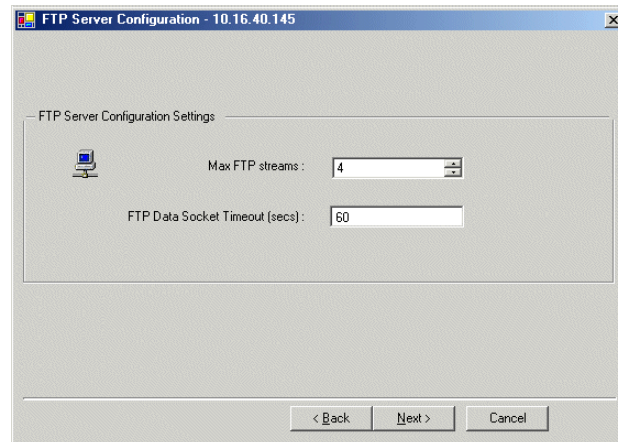 FTP Server Configuration - 10.16.40.145
FTP Server Configuration Settings
Max FTP streams :
4
FTP Data Socket Timeout (secs) :
60
< Back
Next >
Cancel